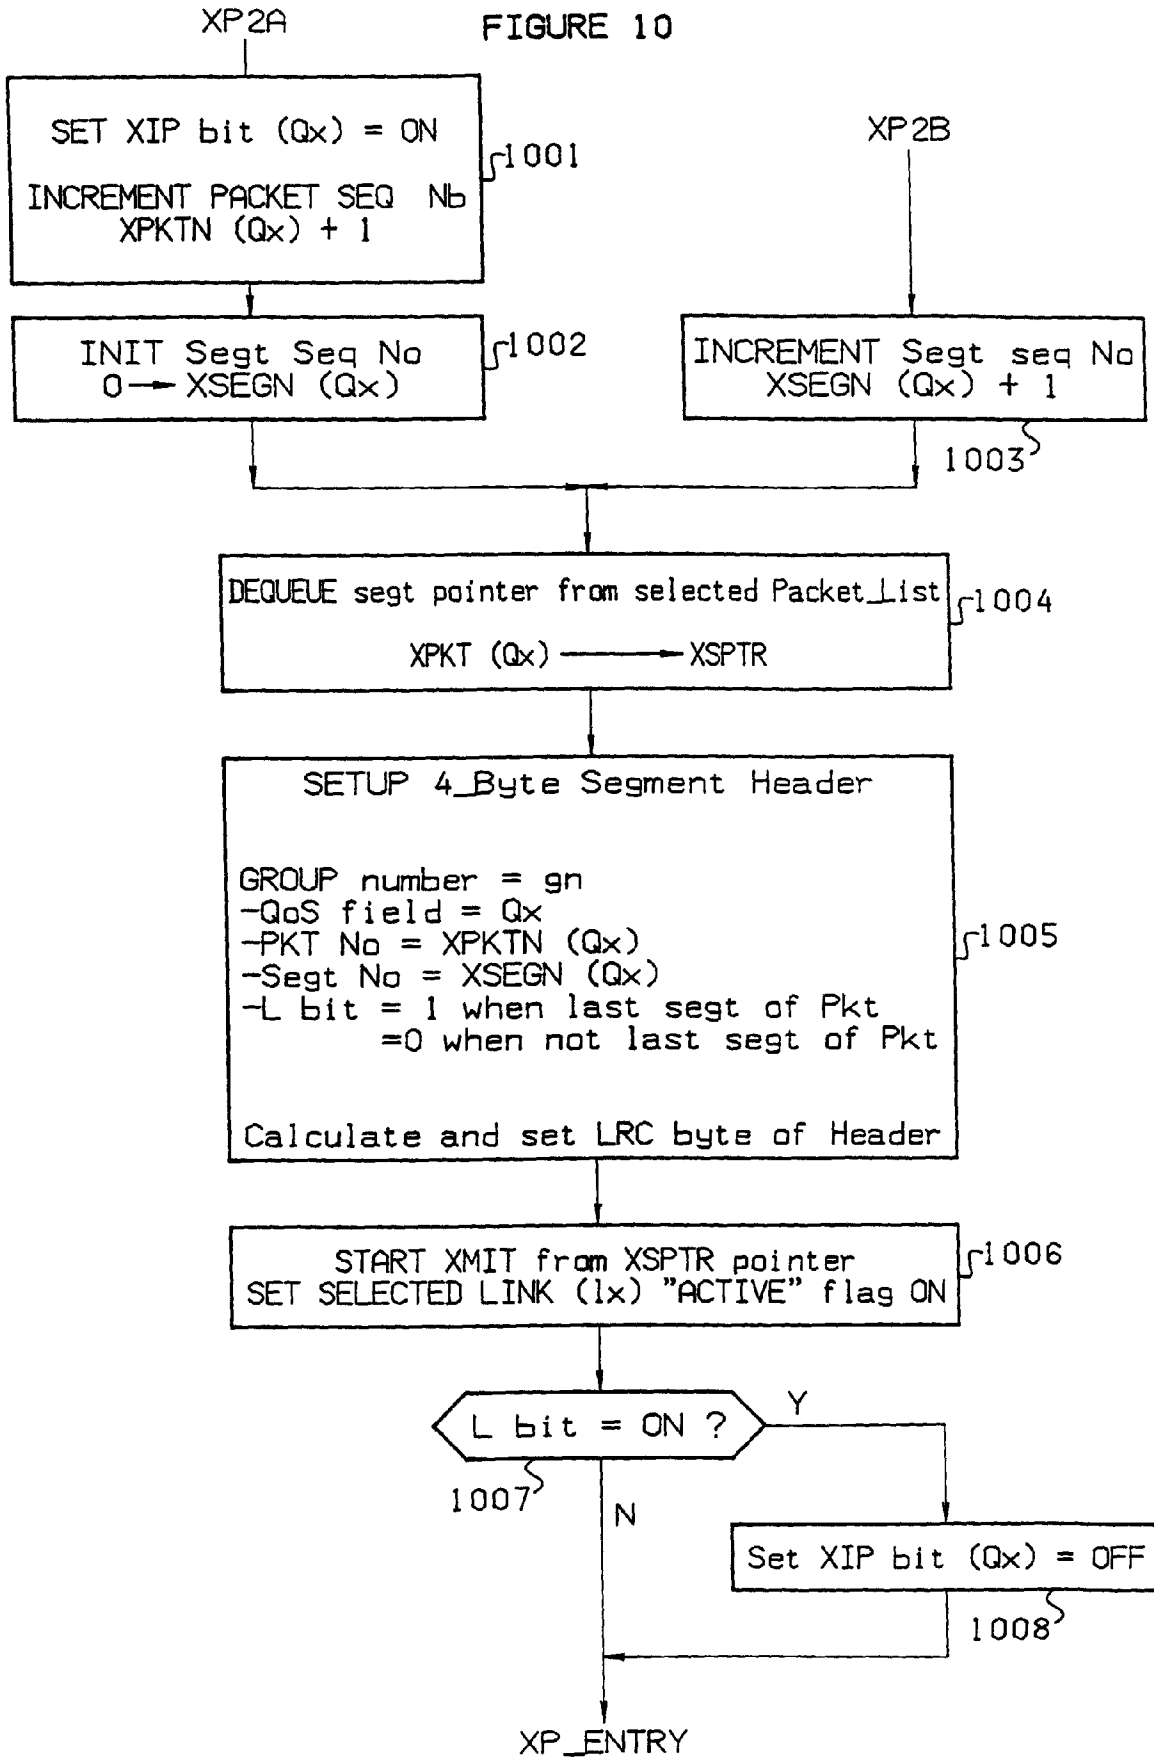 XP2A
FIGURE 10
SET XIP bit (Qx) = ON
INCREMENT PACKET SEQ Nb
XPKTN (Qx) + 1
1001
XP2B
INIT Segt Seq No
0 → XSEGN (Qx)
1002
INCREMENT Segt seq No
XSEGN (Qx) + 1
1003
DEQUEUE segt pointer from selected Packet_List
XPKT (Qx) → XSPTR
1004
SETUP 4_Byte Segment Header
GROUP number = gn
-QoS field = Qx
-PKT No = XPKTN (Qx)
-Segt No = XSEGN (Qx)
-L bit = 1 when last segt of Pkt
=0 when not last segt of Pkt
Calculate and set LRC byte of Header
1005
START XMIT from XSPTR pointer
SET SELECTED LINK (lx) "ACTIVE" flag ON
1006
L bit = ON ?
Y
1007
N
Set XIP bit (Qx) = OFF
1008
XP_ENTRY